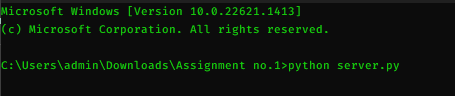 Microsoft Windows [Version 10.0.22621.1413]
(c) Microsoft Corporation. All rights reserved.
C:\Users\admin\Downloads\Assignment no.1>python server.py